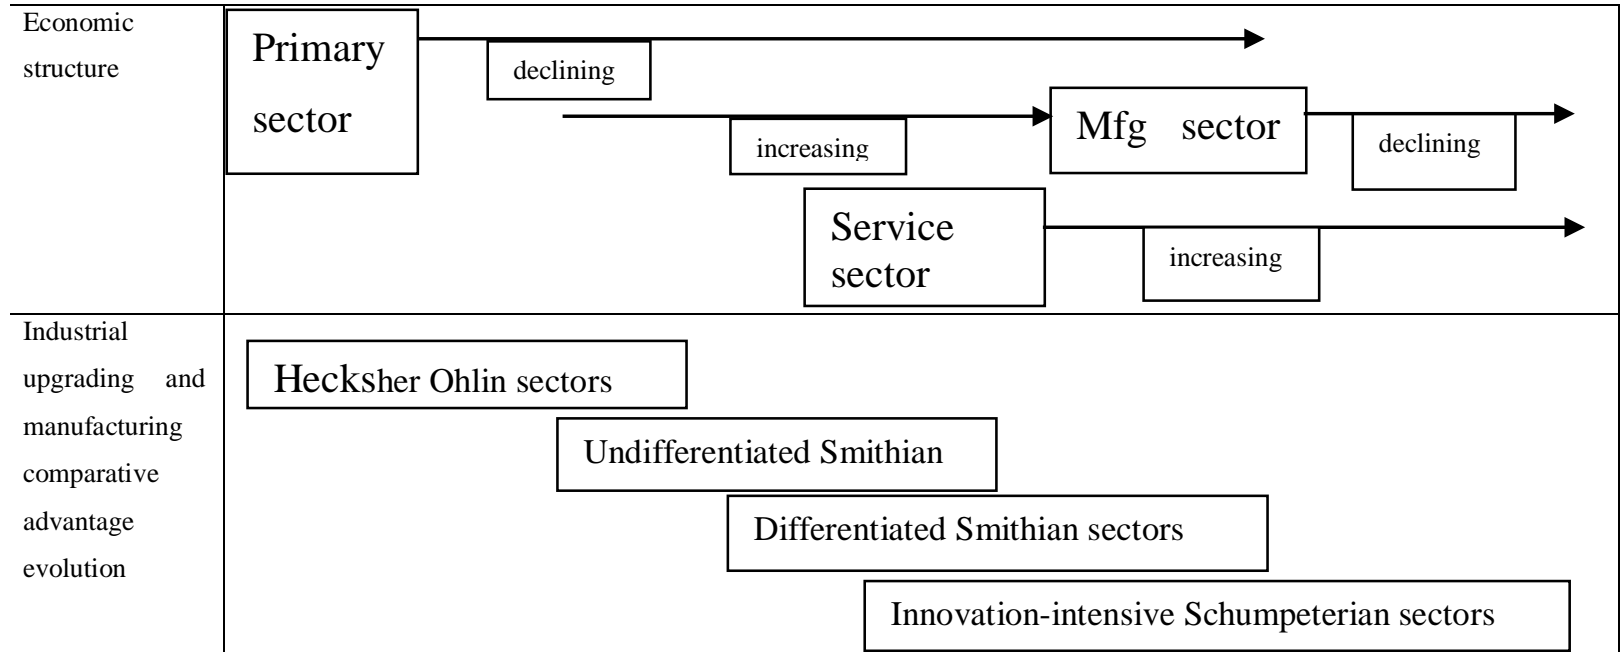 Economic
structure
Primary
sector
declining
increasing
Mfg sector
declining
Service
sector
increasing
Industrial
upgrading and
manufacturing
comparative
advantage
evolution
Hecksher Ohlin sectors
Undifferentiated Smithian
Differentiated Smithian sectors
Innovation-intensive Schumpeterian sectors